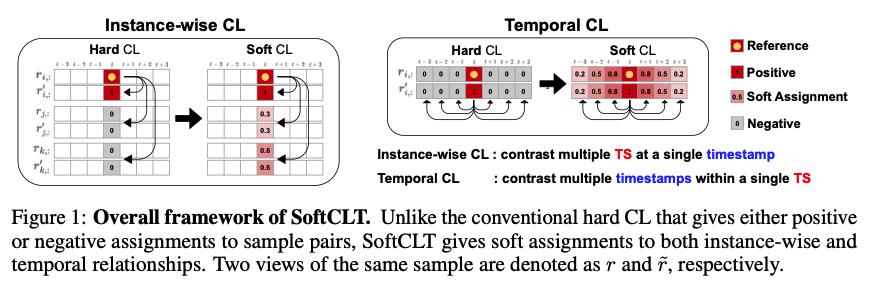 Instance-wise CL
Hard CL
Soft CL
t−3 t−2 t−1 t t+1 t+2 t+3
t−3 t−2 t−1 t t+1 t+2 t+3
r_{i,:}
r'_{i,:} 1 1
r_{j,:} 0 0.3
r'_{j,:} 0 0.3
r_{k,:} 0 0.6
r'_{k,:} 0 0.6
Temporal CL
Hard CL
Soft CL
t−3 t−2 t−1 t t+1 t+2 t+3
t−3 t−2 t−1 t t+1 t+2 t+3
r_{i,:} 0 0 0 0 0 0 0.2 0.5 0.8 0.8 0.5 0.2
r'_{i,:} 0 0 0 1 0 0 0 0.2 0.5 0.8 1 0.8 0.5 0.2
Reference
1 Positive
0.5 Soft Assignment
0 Negative
Instance-wise CL : contrast multiple TS at a single timestamp
Temporal CL : contrast multiple timestamps within a single TS
Figure 1: Overall framework of SoftCLT. Unlike the conventional hard CL that gives either positive
or negative assignments to sample pairs, SoftCLT gives soft assignments to both instance-wise and
temporal relationships. Two views of the same sample are denoted as r and r̃, respectively.